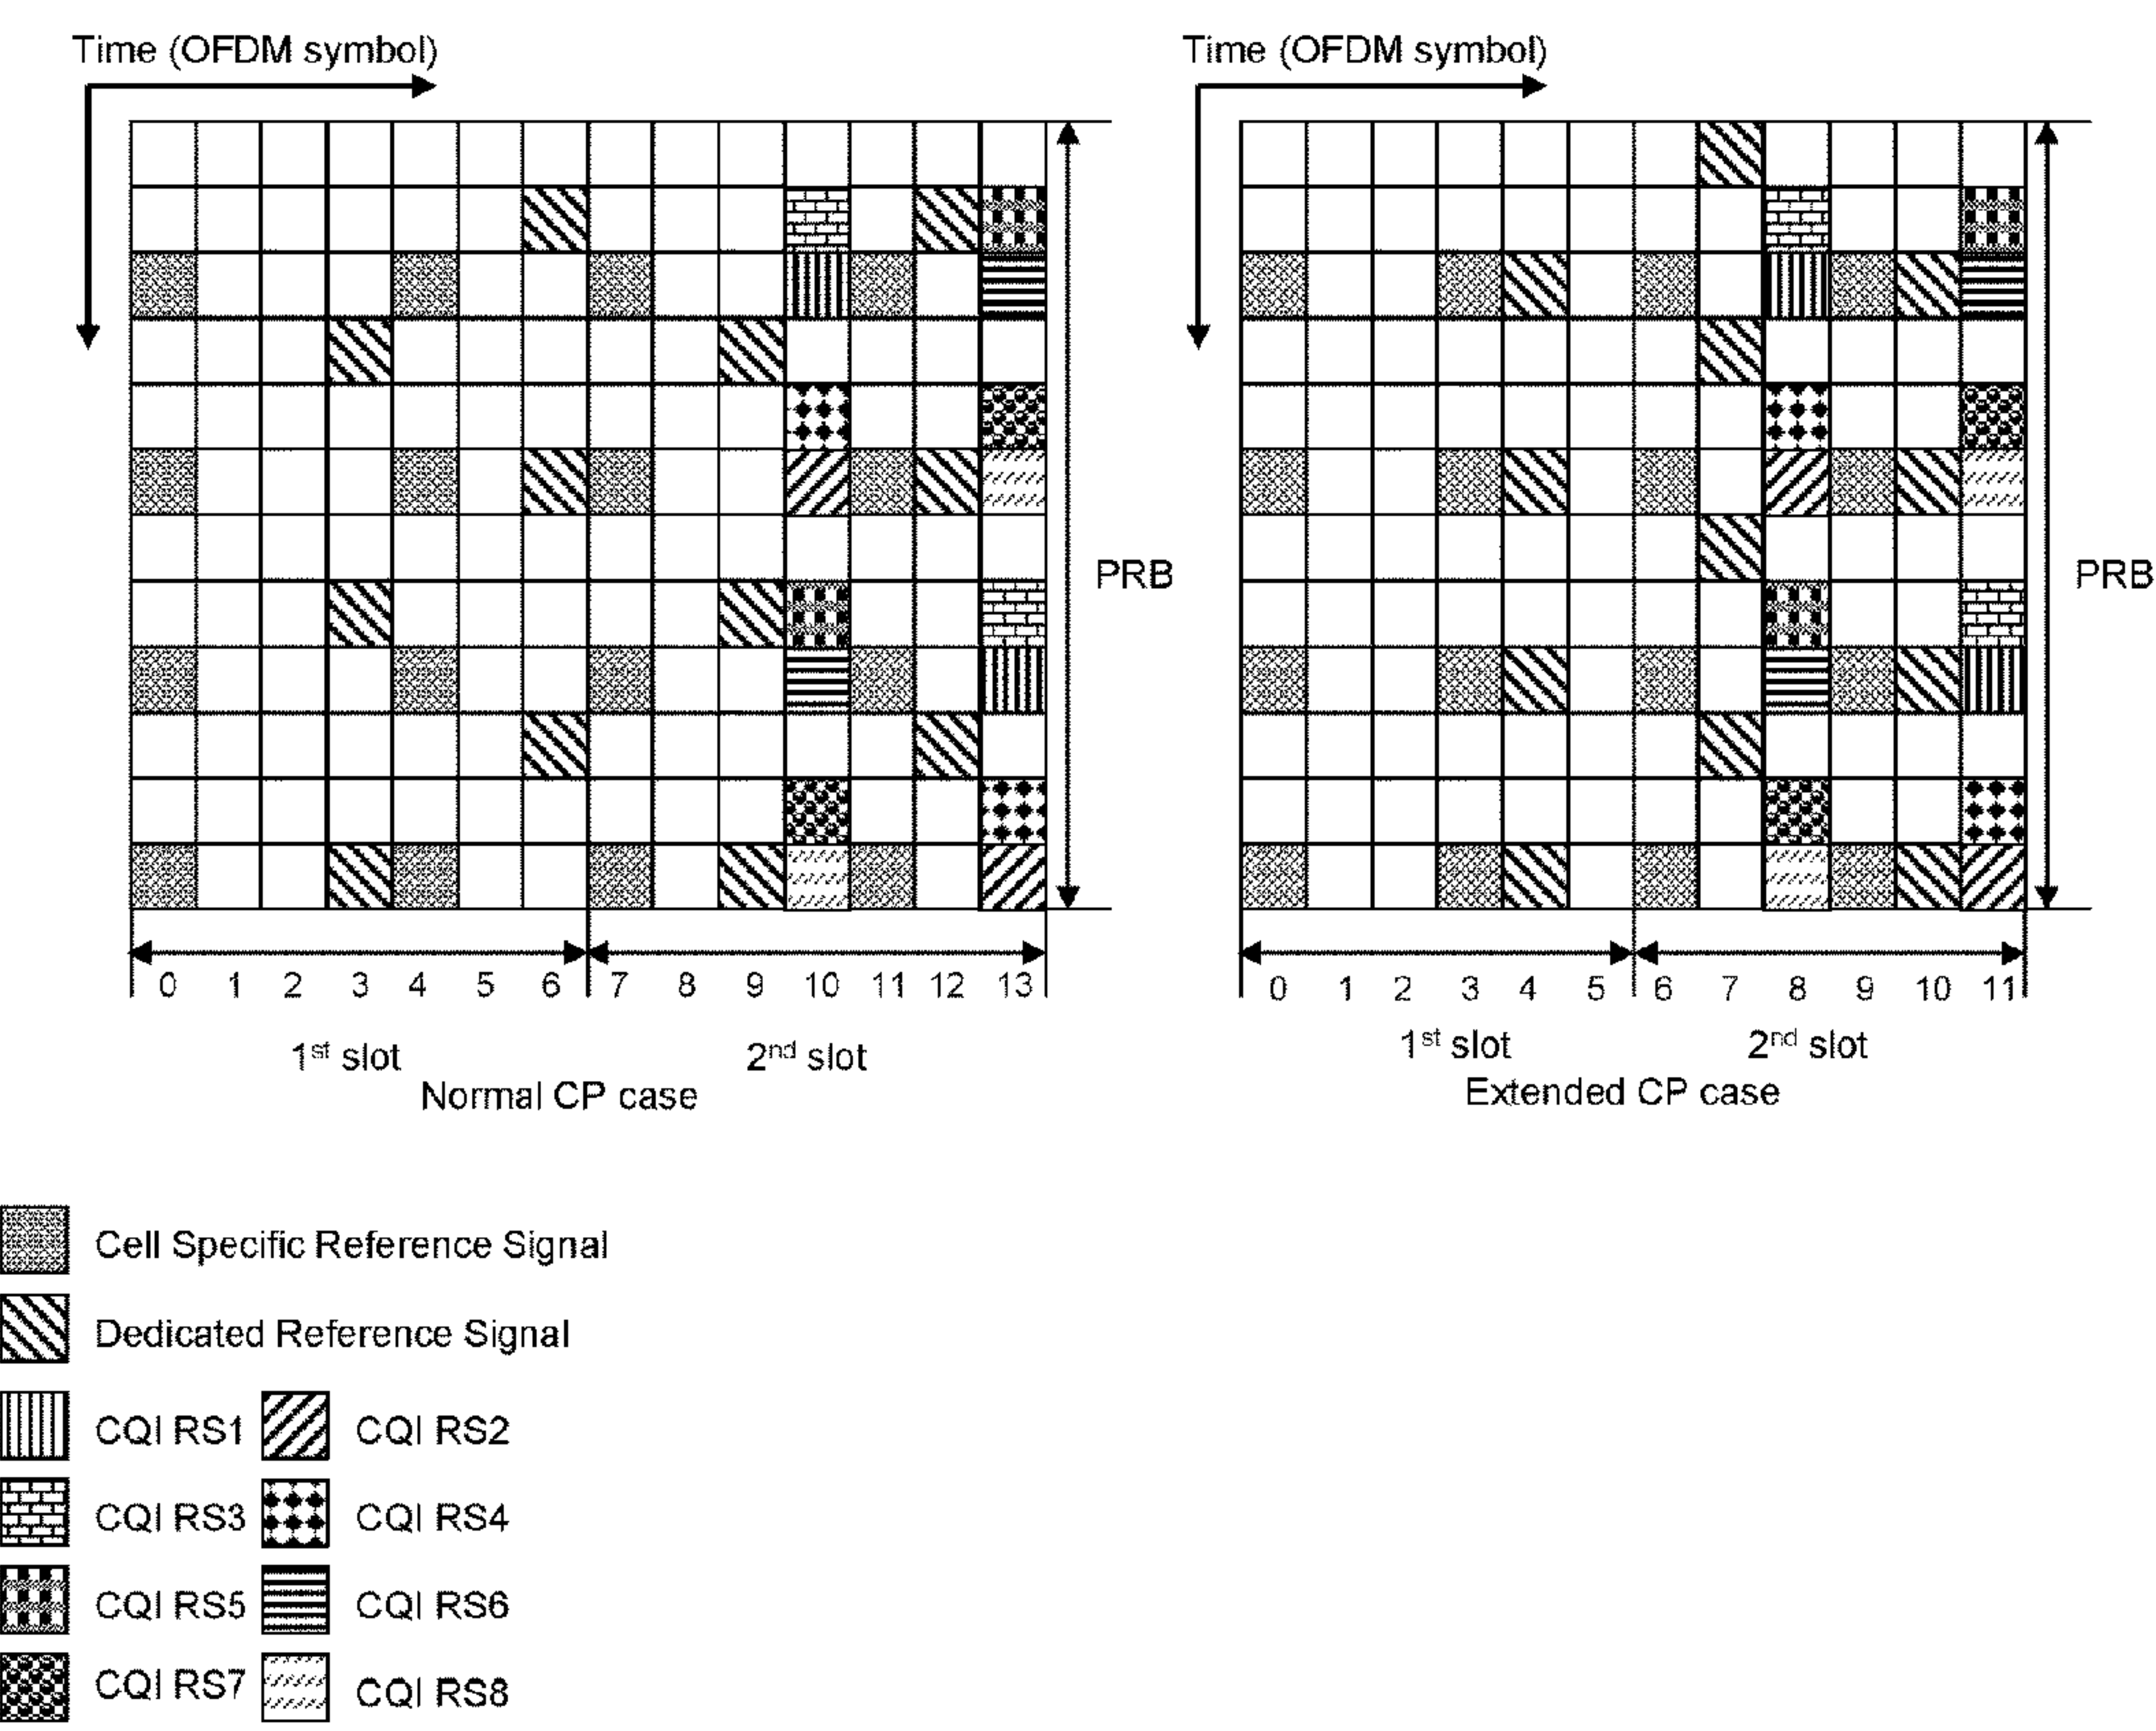 Time (OFDM symbol)
PRB
0 1 2 3 4 5 6 7 8 9 10 11 12 13
1st slot 2nd slot
Normal CP case
Time (OFDM symbol)
PRB
0 1 2 3 4 5 6 7 8 9 10 11
1st slot 2nd slot
Extended CP case
Cell Specific Reference Signal
Dedicated Reference Signal
CQI RS1 CQI RS2
CQI RS3 CQI RS4
CQI RS5 CQI RS6
CQI RS7 CQI RS8